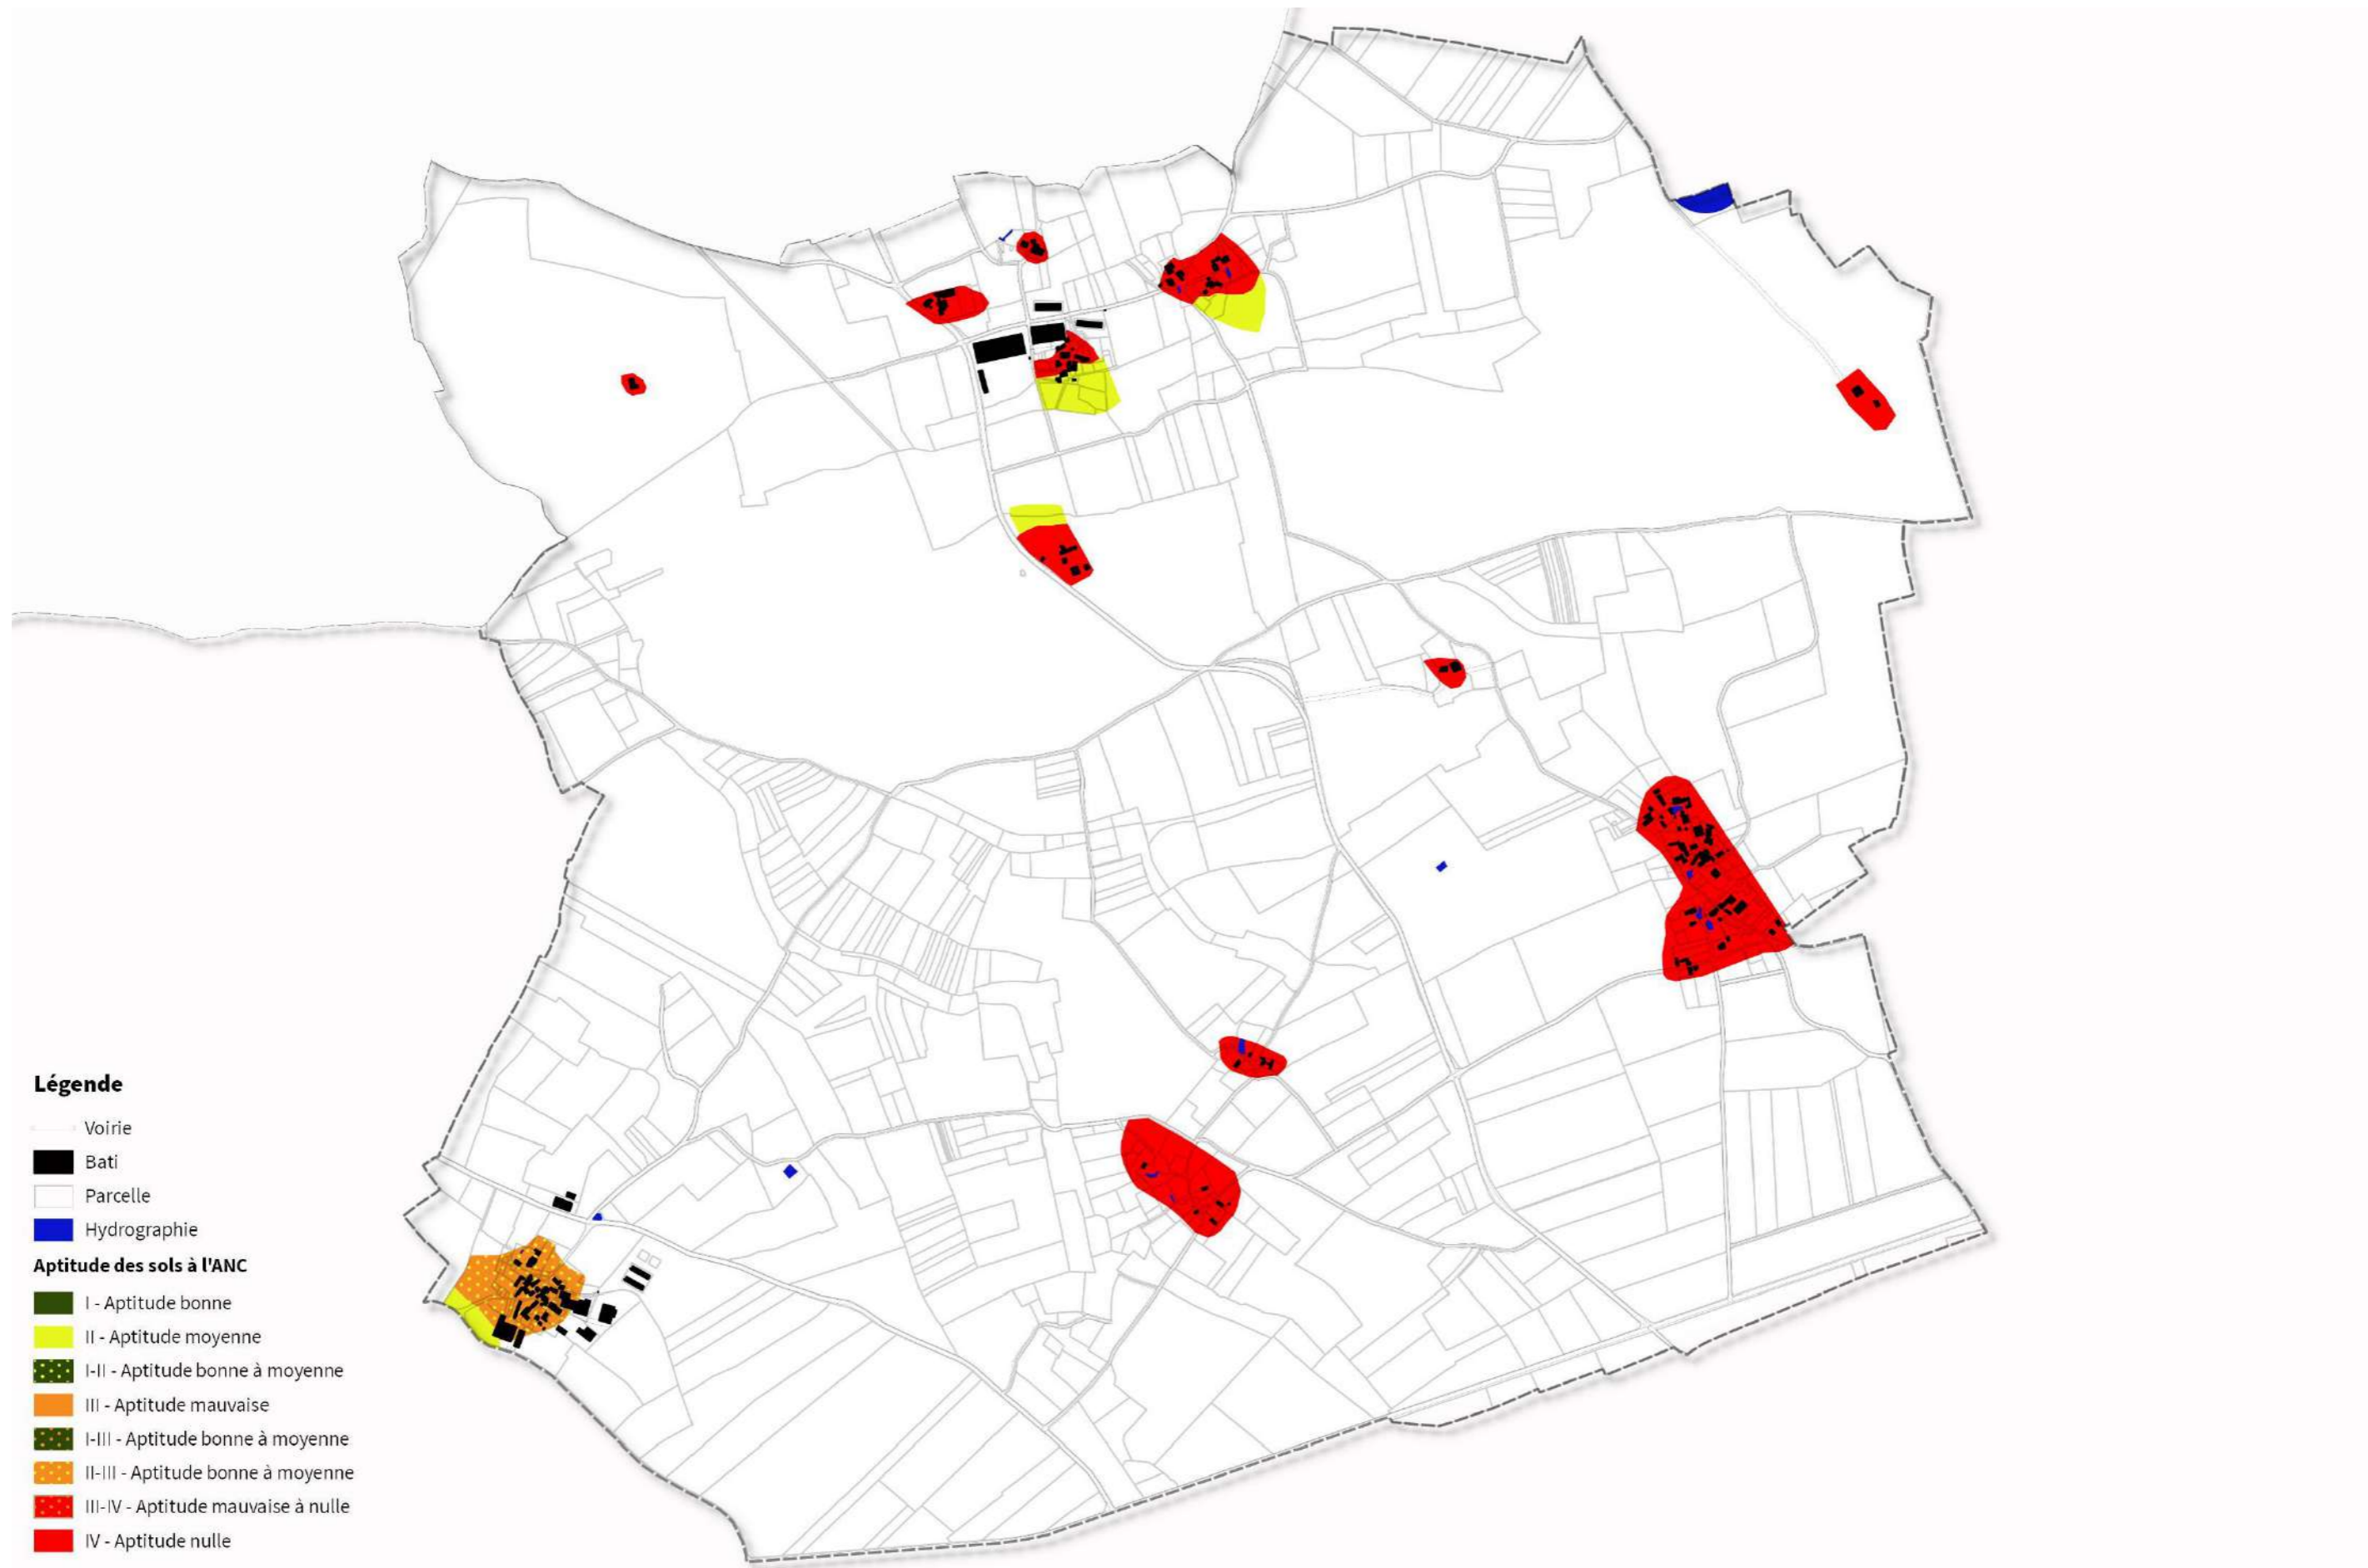 Légende
Voirie
Bati
Parcelle
Hydrographie
Aptitude des sols à l'ANC
I - Aptitude bonne
II - Aptitude moyenne
I-II - Aptitude bonne à moyenne
III - Aptitude mauvaise
I-III - Aptitude bonne à moyenne
II-III - Aptitude bonne à moyenne
III-IV - Aptitude mauvaise à nulle
IV - Aptitude nulle